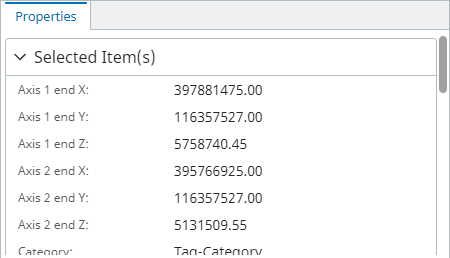 Properties
Selected Item(s)
Axis 1 end X: 397881475.00
Axis 1 end Y: 116357527.00
Axis 1 end Z: 5758740.45
Axis 2 end X: 395766925.00
Axis 2 end Y: 116357527.00
Axis 2 end Z: 5131509.55
Category: Tag-Category